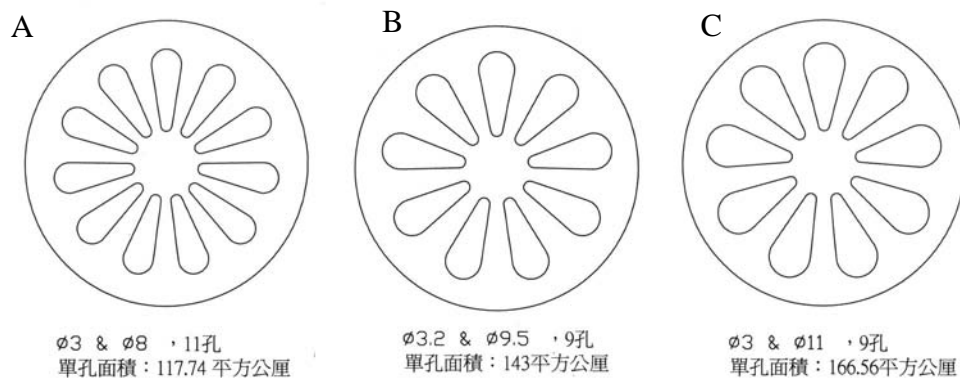 A
ø3 & ø8 ，11孔
單孔面積：117.74 平方公厘
B
ø3.2 & ø9.5 ，9孔
單孔面積：143平方公厘
C
ø3 & ø11 ，9孔
單孔面積：166.56平方公厘